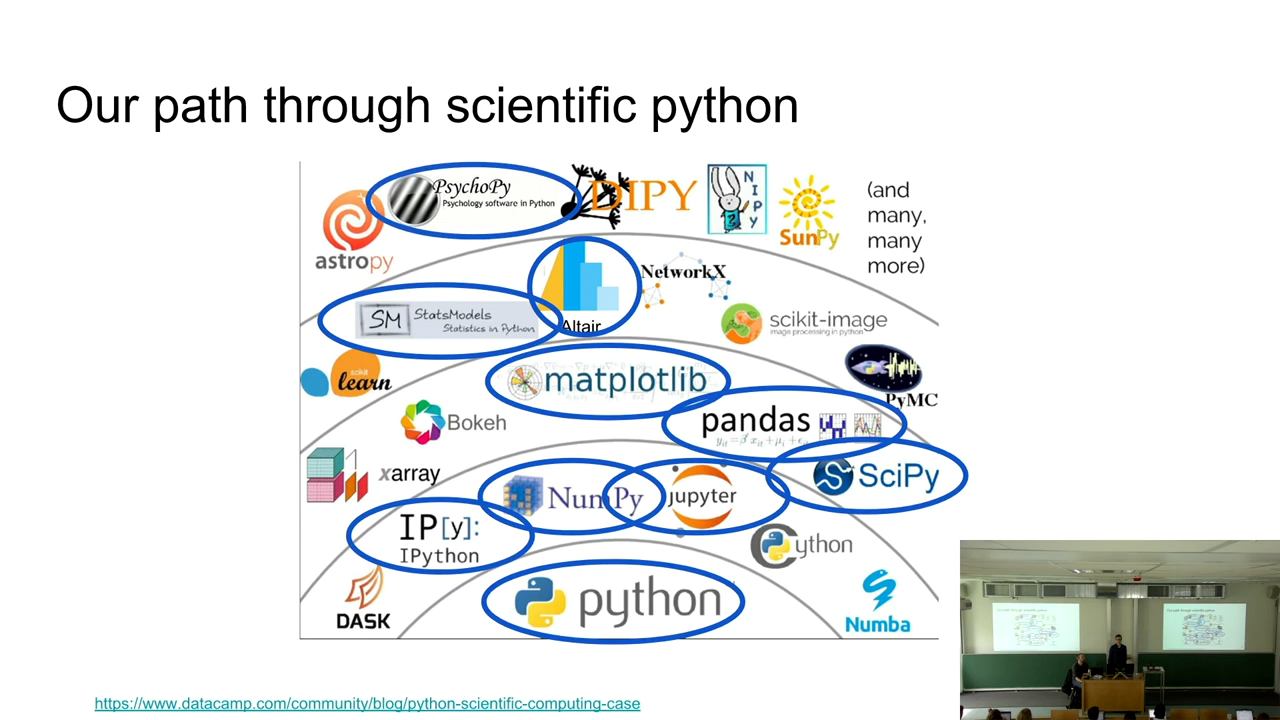 Our path through scientific python
PsychoPy
Psychology software in Python
DIPY
NIPY
SunPy
(and
many,
many
more)
astropy
Altair
NetworkX
SM StatsModels
Statistics in Python
scikit-image
image processing in python
scikit
learn
matplotlib
PyMC
Bokeh
pandas
xarray
NumPy
jupyter
SciPy
IP[y]:
IPython
Cython
DASK
python
Numba
https://www.datacamp.com/community/blog/python-scientific-computing-case